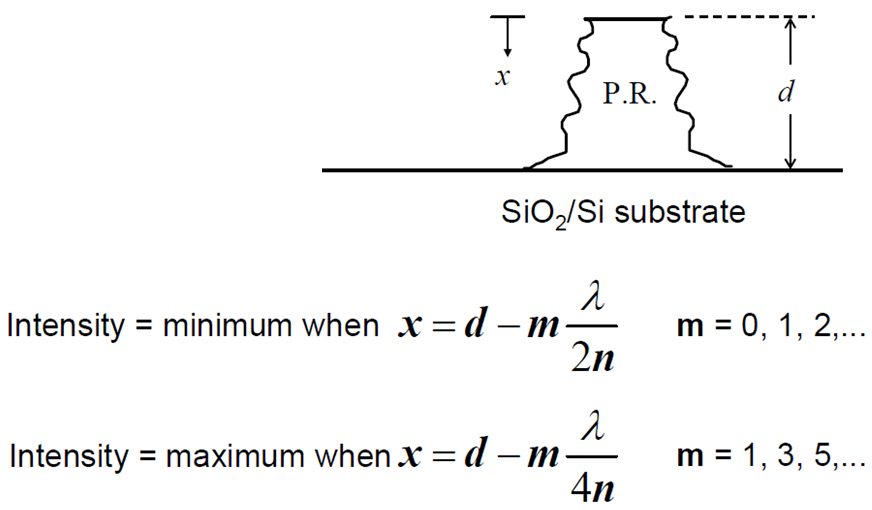 x
P.R.
d
SiO₂/Si substrate
Intensity = minimum when x = d − m λ/2n m = 0, 1, 2,...
Intensity = maximum when x = d − m λ/4n m = 1, 3, 5,...